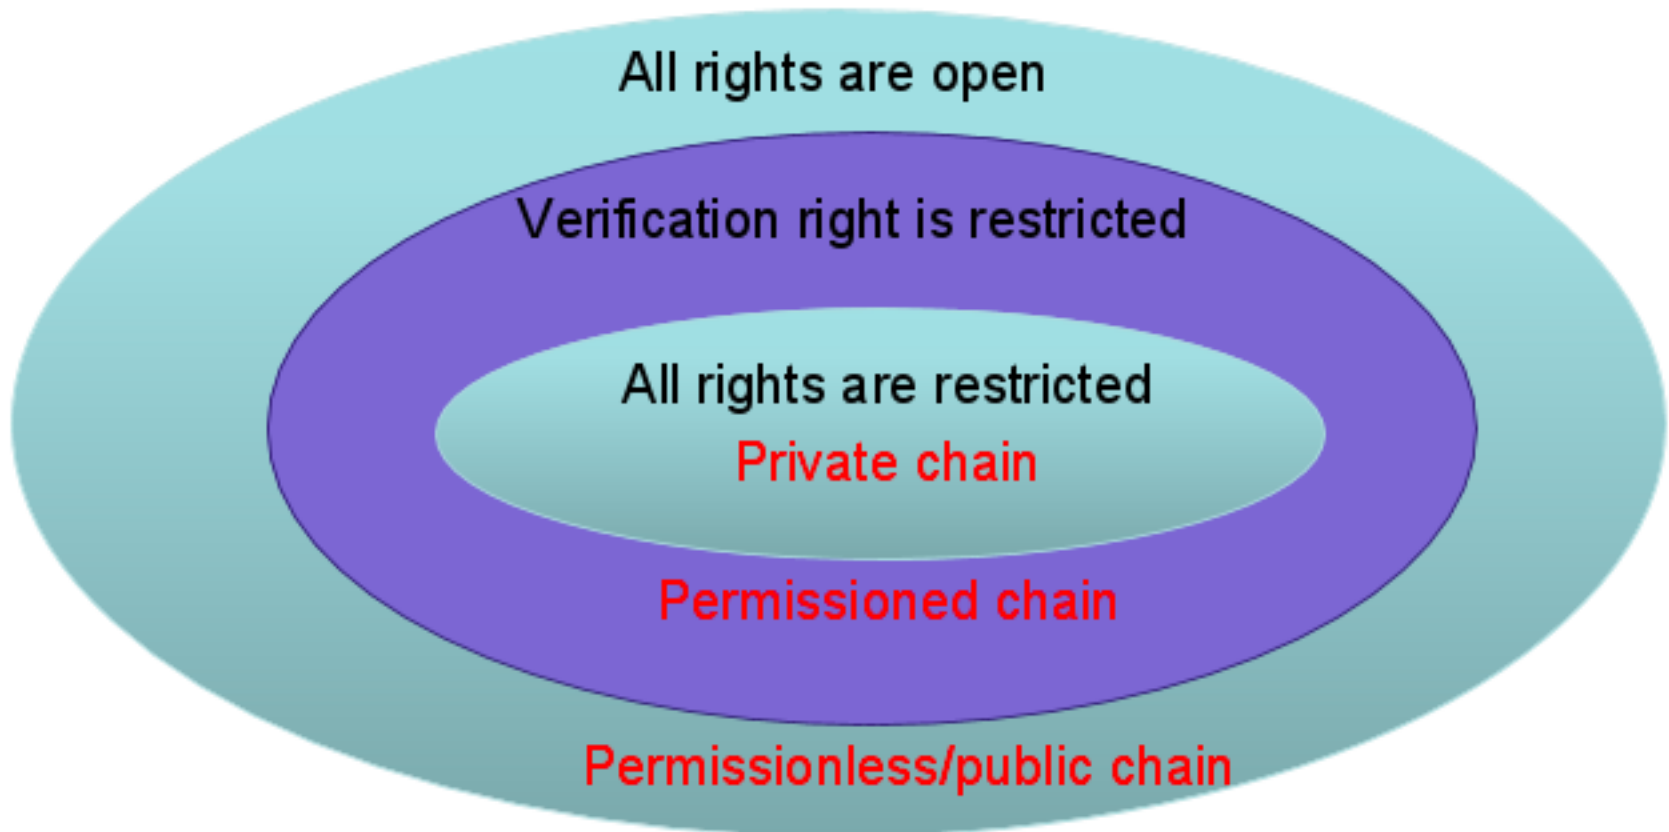 All rights are open
Verification right is restricted
All rights are restricted
Private chain
Permissioned chain
Permissionless/public chain